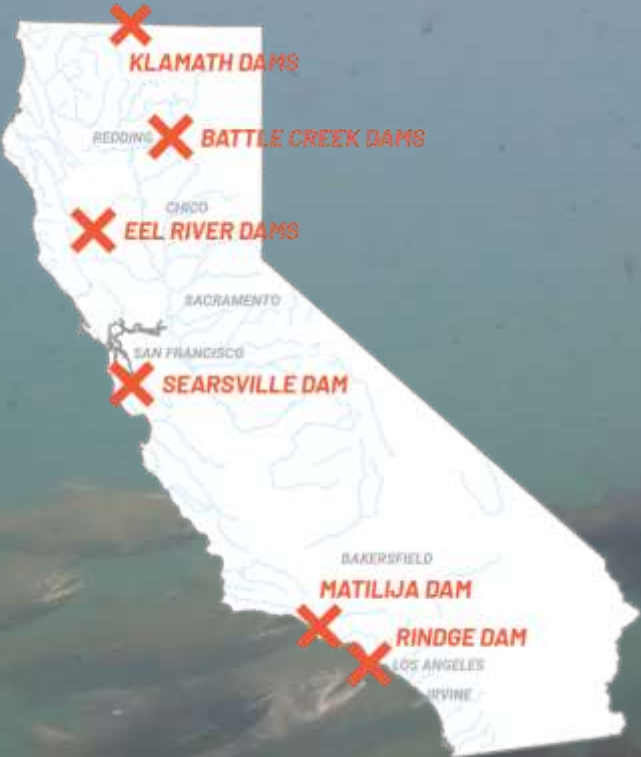 KLAMATH DAMS
REDDING
BATTLE CREEK DAMS
CHICO
EEL RIVER DAMS
SACRAMENTO
SAN FRANCISCO
SEARSVILLE DAM
BAKERSFIELD
MATILIJA DAM
RINDGE DAM
LOS ANGELES
IRVINE